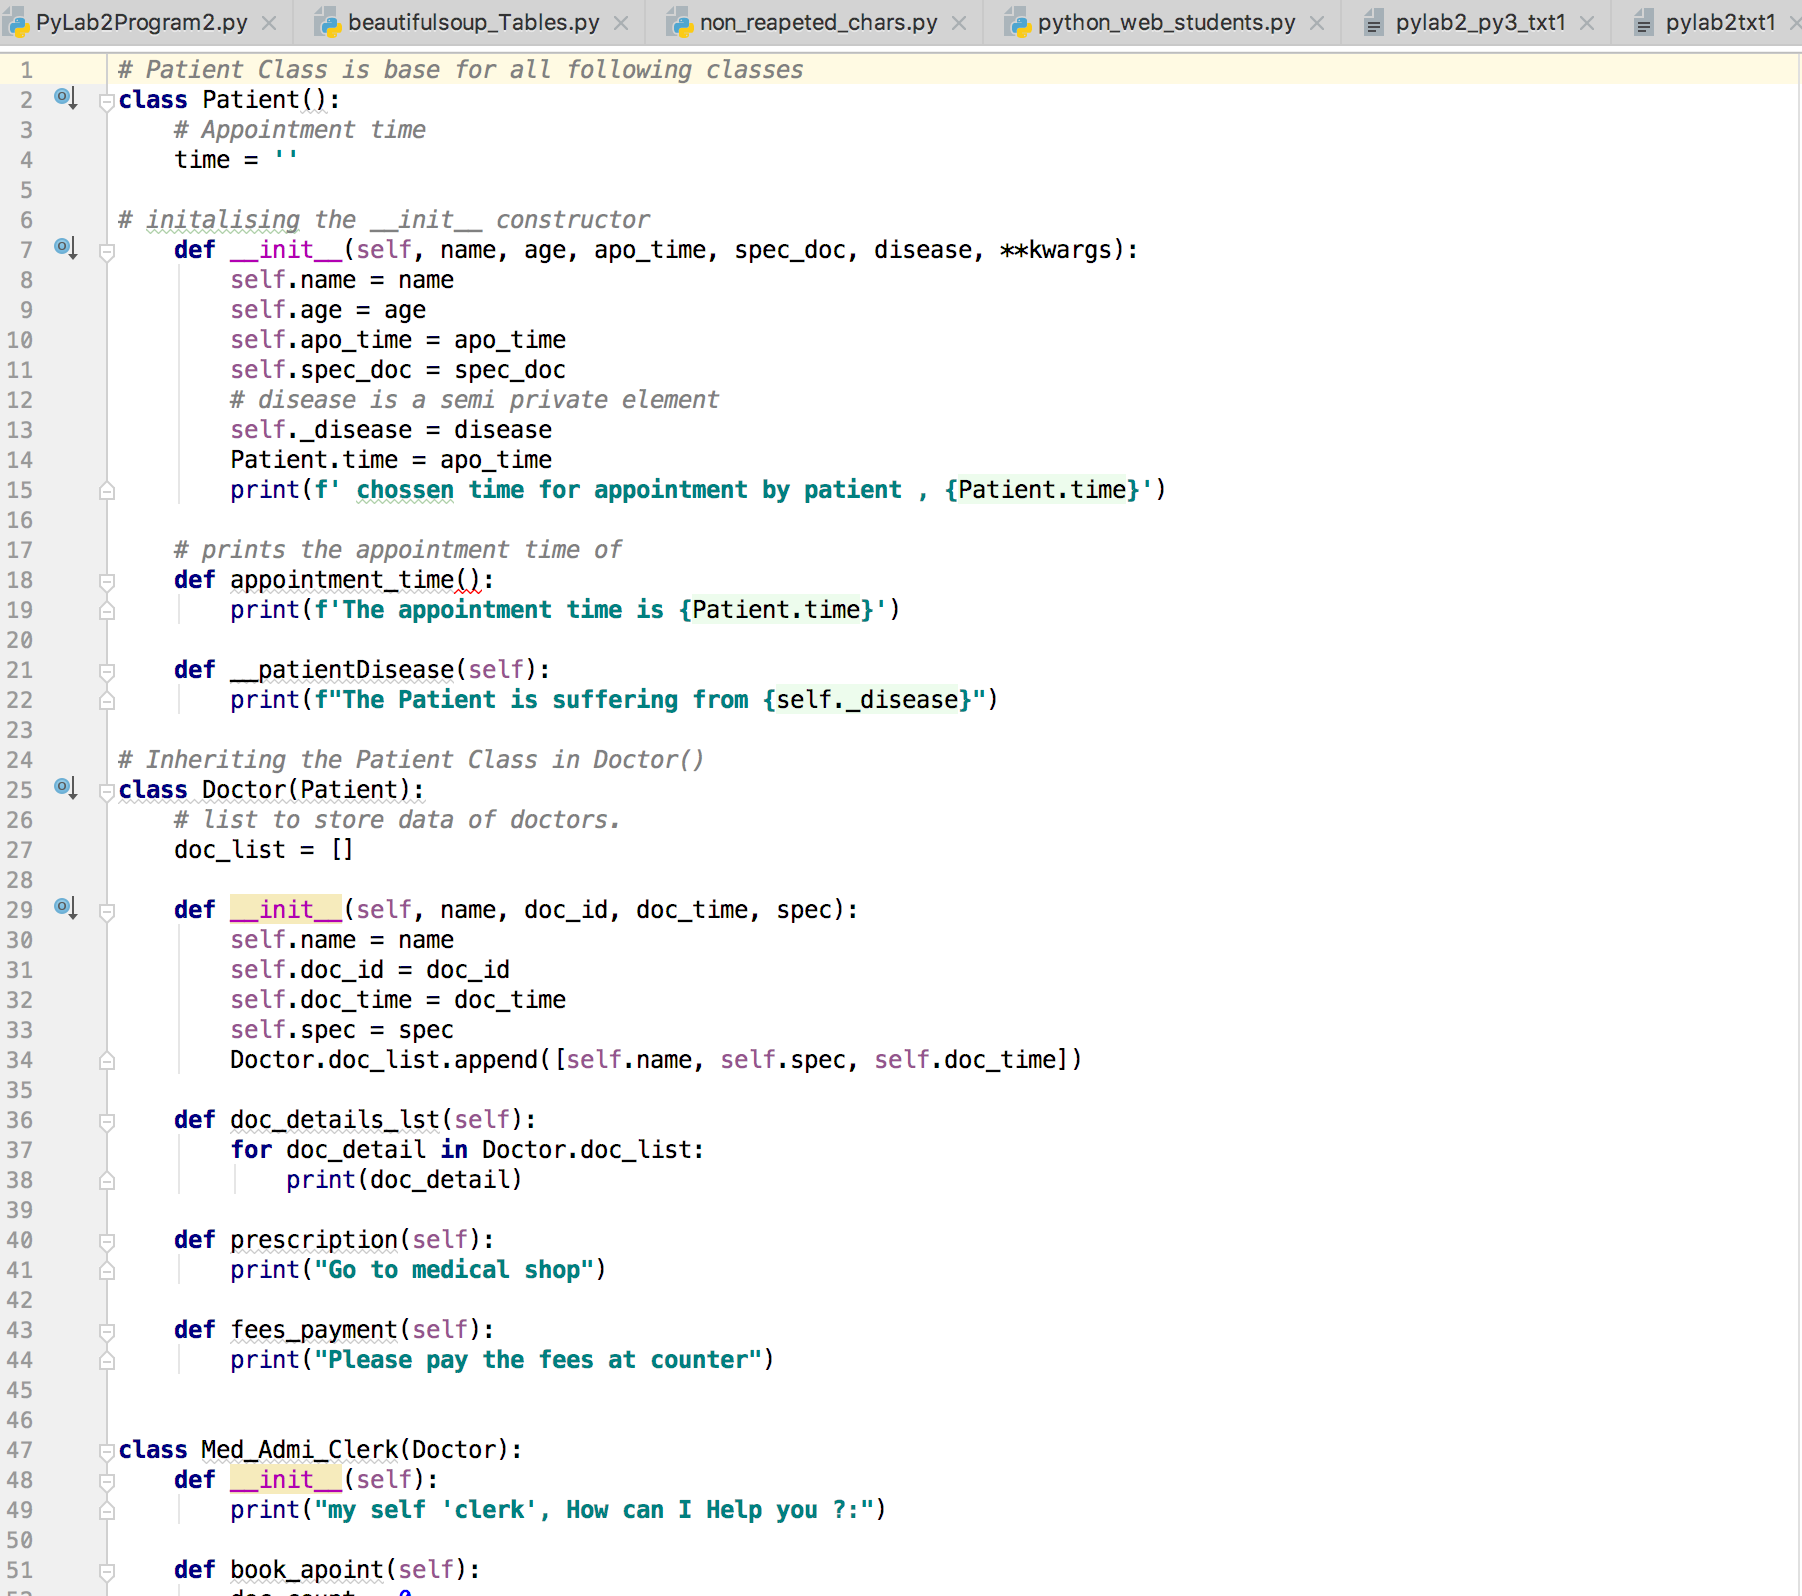 PyLab2Program2.py beautifulsoup_Tables.py non_reapeted_chars.py python_web_students.py pylab2_py3_txt1 pylab2txt1
1 # Patient Class is base for all following classes
2 class Patient():
3     # Appointment time
4     time = ''
5
6 # initalising the __init__ constructor
7     def __init__(self, name, age, apo_time, spec_doc, disease, **kwargs):
8         self.name = name
9         self.age = age
10         self.apo_time = apo_time
11         self.spec_doc = spec_doc
12         # disease is a semi private element
13         self._disease = disease
14         Patient.time = apo_time
15         print(f' chossen time for appointment by patient , {Patient.time}')
16
17     # prints the appointment time of
18     def appointment_time():
19         print(f'The appointment time is {Patient.time}')
20
21     def __patientDisease(self):
22         print(f"The Patient is suffering from {self._disease}")
23
24 # Inheriting the Patient Class in Doctor()
25 class Doctor(Patient):
26     # list to store data of doctors.
27     doc_list = []
28
29     def __init__(self, name, doc_id, doc_time, spec):
30         self.name = name
31         self.doc_id = doc_id
32         self.doc_time = doc_time
33         self.spec = spec
34         Doctor.doc_list.append([self.name, self.spec, self.doc_time])
35
36     def doc_details_lst(self):
37         for doc_detail in Doctor.doc_list:
38             print(doc_detail)
39
40     def prescription(self):
41         print("Go to medical shop")
42
43     def fees_payment(self):
44         print("Please pay the fees at counter")
45
46
47 class Med_Admi_Clerk(Doctor):
48     def __init__(self):
49         print("my self 'clerk', How can I Help you ?:")
50
51     def book_apoint(self):